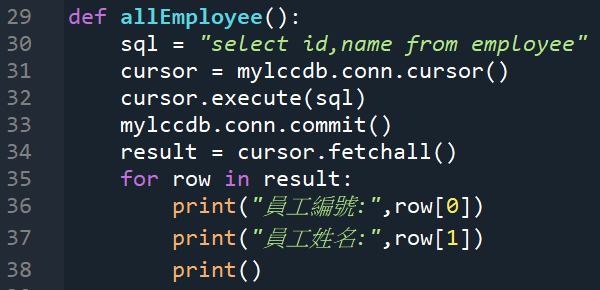 29 def allEmployee():
30     sql = "select id,name from employee"
31     cursor = mylccdb.conn.cursor()
32     cursor.execute(sql)
33     mylccdb.conn.commit()
34     result = cursor.fetchall()
35     for row in result:
36         print("員工編號:",row[0])
37         print("員工姓名:",row[1])
38         print()